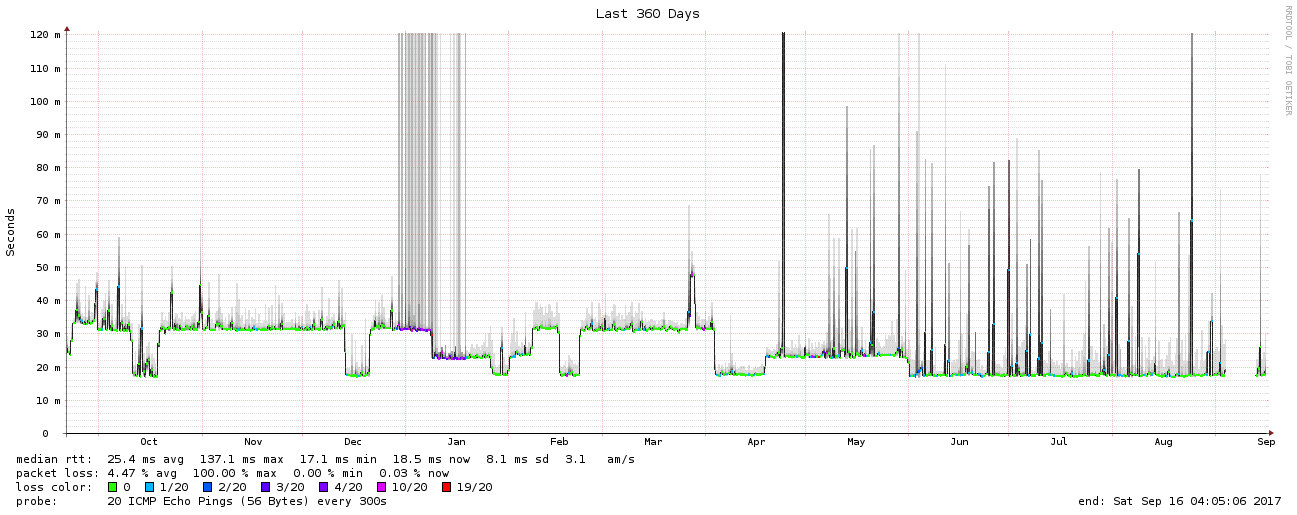 Last 360 Days
RRDTOOL / TOBI OETIKER
Seconds
120 m
110 m
100 m
90 m
80 m
70 m
60 m
50 m
40 m
30 m
20 m
10 m
0
Oct Nov Dec Jan Feb Mar Apr May Jun Jul Aug Sep
median rtt: 25.4 ms avg 137.1 ms max 17.1 ms min 18.5 ms now 8.1 ms sd 3.1 am/s
packet loss: 4.47 % avg 100.00 % max 0.00 % min 0.03 % now
loss color: 0 1/20 2/20 3/20 4/20 10/20 19/20
probe: 20 ICMP Echo Pings (56 Bytes) every 300s
end: Sat Sep 16 04:05:06 2017